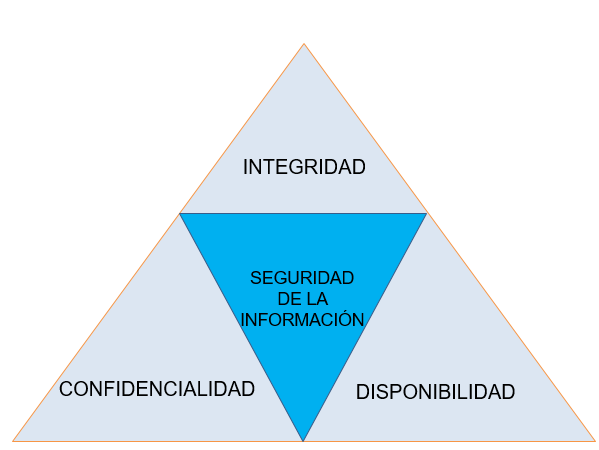 INTEGRIDAD
SEGURIDAD
DE LA
INFORMACIÓN
CONFIDENCIALIDAD
DISPONIBILIDAD